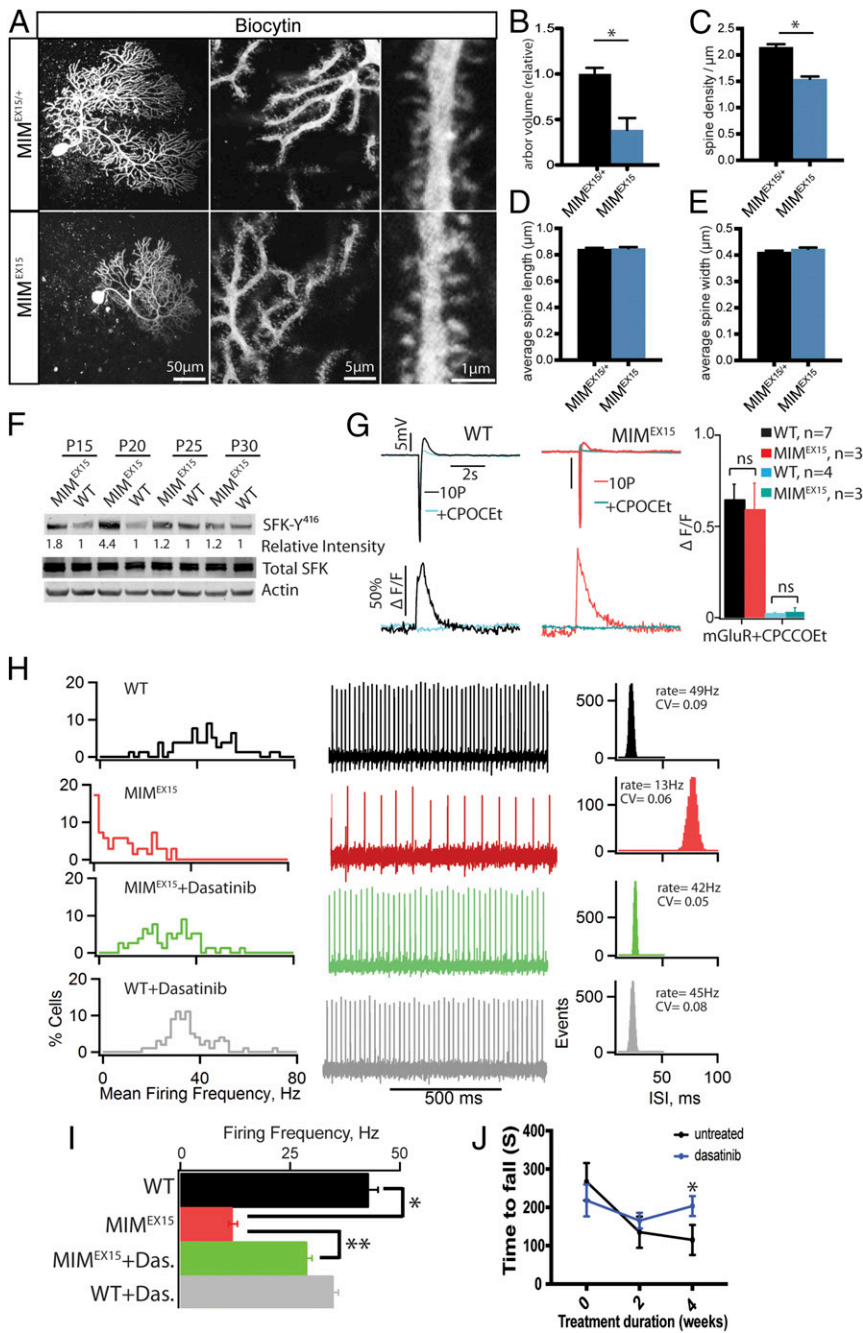 A
Biocytin
MIM^EX15/+
MIM^EX15
50μm
5μm
1μm
B
arbor volume (relative)
1.5
1.0
0.5
0.0
*
MIM^EX15/+
MIM^EX15
C
spine density / μm
2.5
2.0
1.5
1.0
0.5
0.0
*
MIM^EX15/+
MIM^EX15
D
average spine length (μm)
1.0
0.8
0.6
0.4
0.2
0.0
MIM^EX15/+
MIM^EX15
E
average spine width (μm)
0.8
0.6
0.4
0.2
0.0
MIM^EX15/+
MIM^EX15
F
P15 P20 P25 P30
MIM^EX15 WT MIM^EX15 WT MIM^EX15 WT MIM^EX15 WT
SFK-Y^416
1.8 1 4.4 1 1.2 1 1.2 1 Relative Intensity
Total SFK
Actin
G
5mV
WT
2s
10P
+CPOCEt
50%
Δ F/F
MIM^EX15
10P
+CPOCEt
WT, n=7
MIM^EX15, n=3
WT, n=4
MIM^EX15, n=3
Δ F/F
1.0
0.5
0
ns
ns
mGluR+CPCCOEt
H
20
10
0
WT
500
0
rate= 49Hz
CV= 0.09
20
10
0
MIM^EX15
100
0
rate= 13Hz
CV= 0.06
20
10
0
MIM^EX15+Dasatinib
500
0
rate= 42Hz
CV= 0.05
20
10
0
WT+Dasatinib
500
0
rate= 45Hz
CV= 0.08
% Cells
0 40 80
Mean Firing Frequency, Hz
500 ms
Events
50 100
ISI, ms
I
Firing Frequency, Hz
0 25 50
WT
MIM^EX15
MIM^EX15+Das.
WT+Das.
*
**
J
Time to fall (S)
400
300
200
100
0
untreated
dasatinib
*
0 2 4
Treatment duration (weeks)